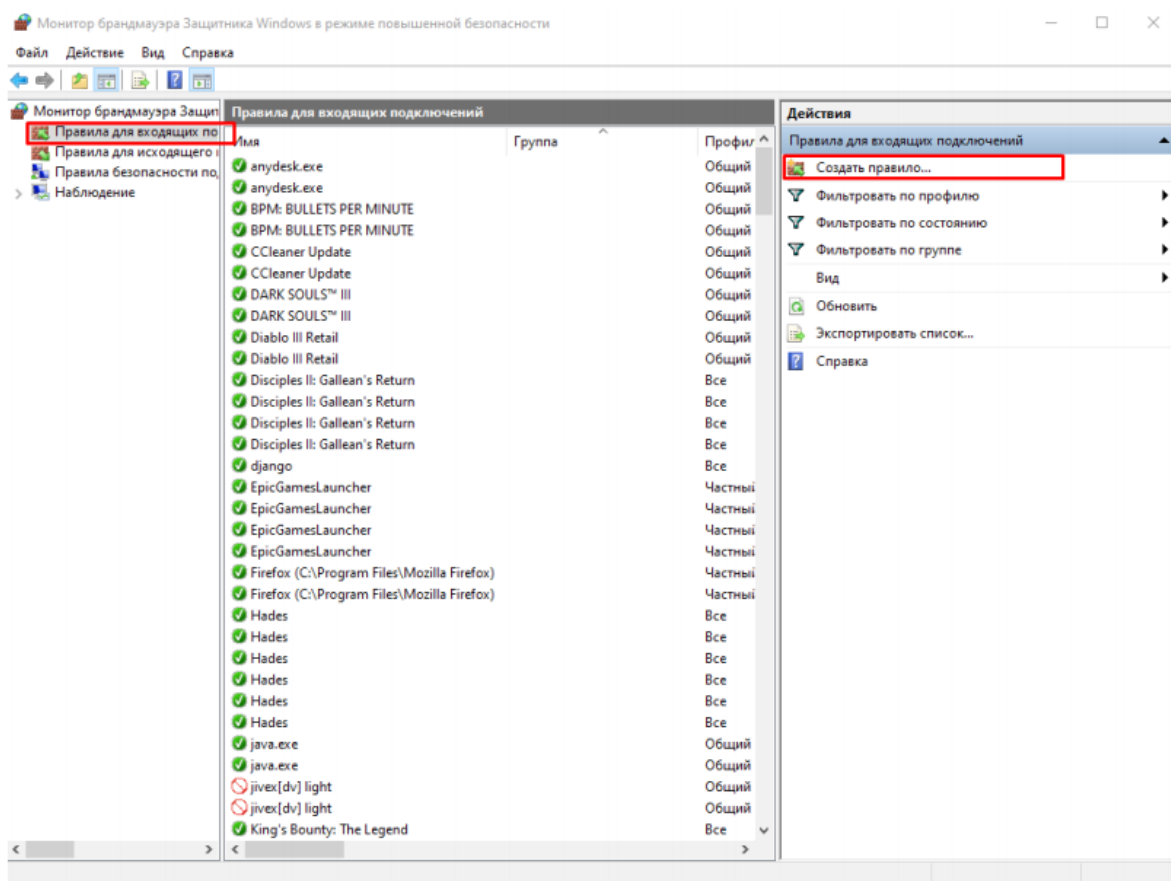 Монитор брандмауэра Защитника Windows в режиме повышенной безопасности
Файл Действие Вид Справка
Монитор брандмауэра Защит
Правила для входящих по
Правила для исходящего
Правила безопасности по
Наблюдение
Правила для входящих подключений
Имя Группа Профил
anydesk.exe Общий
anydesk.exe Общий
BPM: BULLETS PER MINUTE Общий
BPM: BULLETS PER MINUTE Общий
CCleaner Update Общий
CCleaner Update Общий
DARK SOULS™ III Общий
DARK SOULS™ III Общий
Diablo III Retail Общий
Diablo III Retail Общий
Disciples II: Gallean's Return Все
Disciples II: Gallean's Return Все
Disciples II: Gallean's Return Все
Disciples II: Gallean's Return Все
django Все
EpicGamesLauncher Частный
EpicGamesLauncher Частный
EpicGamesLauncher Частный
EpicGamesLauncher Частный
Firefox (C:\Program Files\Mozilla Firefox) Частный
Firefox (C:\Program Files\Mozilla Firefox) Частный
Hades Все
Hades Все
Hades Все
Hades Все
Hades Все
Hades Все
java.exe Общий
java.exe Общий
jivex[dv] light Общий
jivex[dv] light Общий
King's Bounty: The Legend Все
Действия
Правила для входящих подключений
Создать правило...
Фильтровать по профилю
Фильтровать по состоянию
Фильтровать по группе
Вид
Обновить
Экспортировать список...
Справка